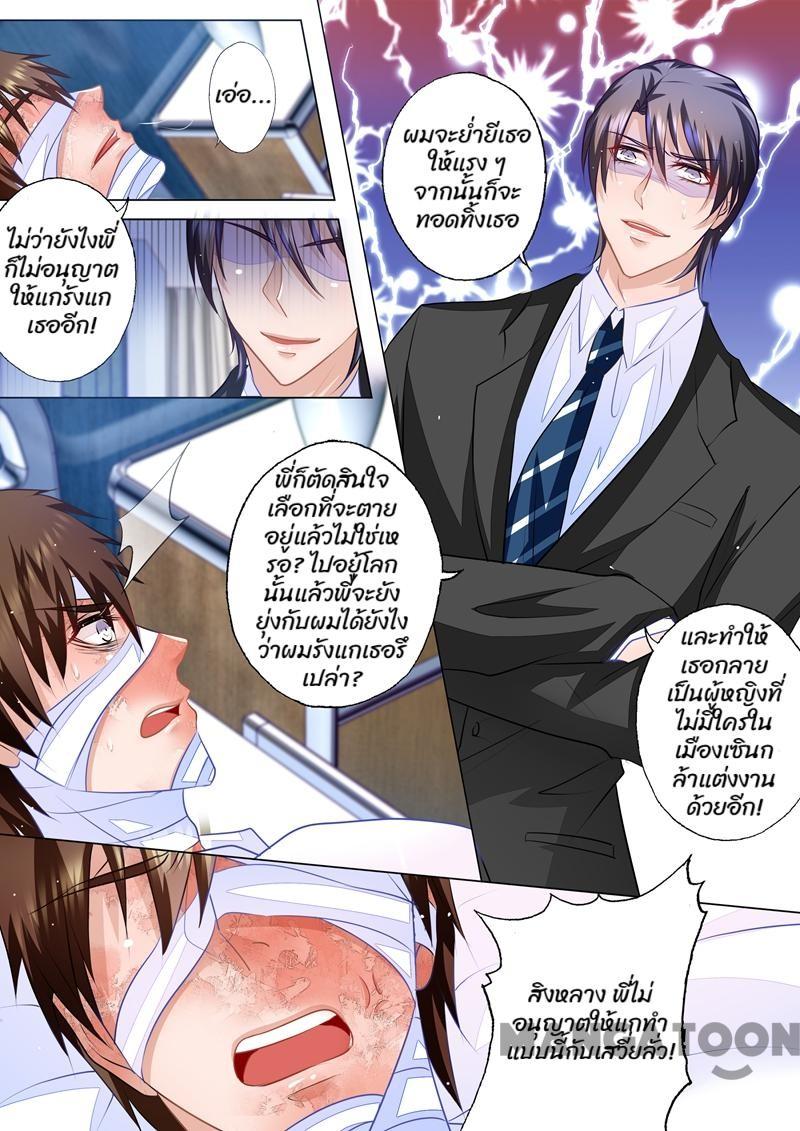 ผมจะย่ำยีเธอ
ให้แรง ๆ
จากนั้นก็จะ
ทอดทิ้งเธอ
เอ่อ...
ไม่ว่ายังไงพี่
ก็ไม่อนุญาต
ให้แกรังแก
เธออีก!
พี่ก็ตัดสินใจ
เลือกที่จะตาย
อยู่แล้วไม่ใช่เห
รอ? ไปอยู่โลก
นั้นแล้วพี่จะยัง
ยุ่งกับผมได้ยังไง
ว่าผมรังแกเธอรึ
เปล่า?
และทำให้
เธอกลาย
เป็นผู้หญิงที่
ไม่มีใครใน
เมืองเซินก
ล้าแต่งงาน
ด้วยอีก!
สิงหลาง พี่ไม่
อนุญาตให้แกทำ
แบบนี้กับเสวียลั่ว!
MANGATOON